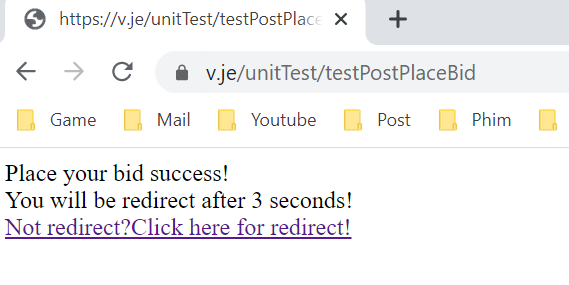 https://v.je/unitTest/testPostPlace
v.je/unitTest/testPostPlaceBid
Game Mail Youtube Post Phim
Place your bid success!
You will be redirect after 3 seconds!
Not redirect?Click here for redirect!